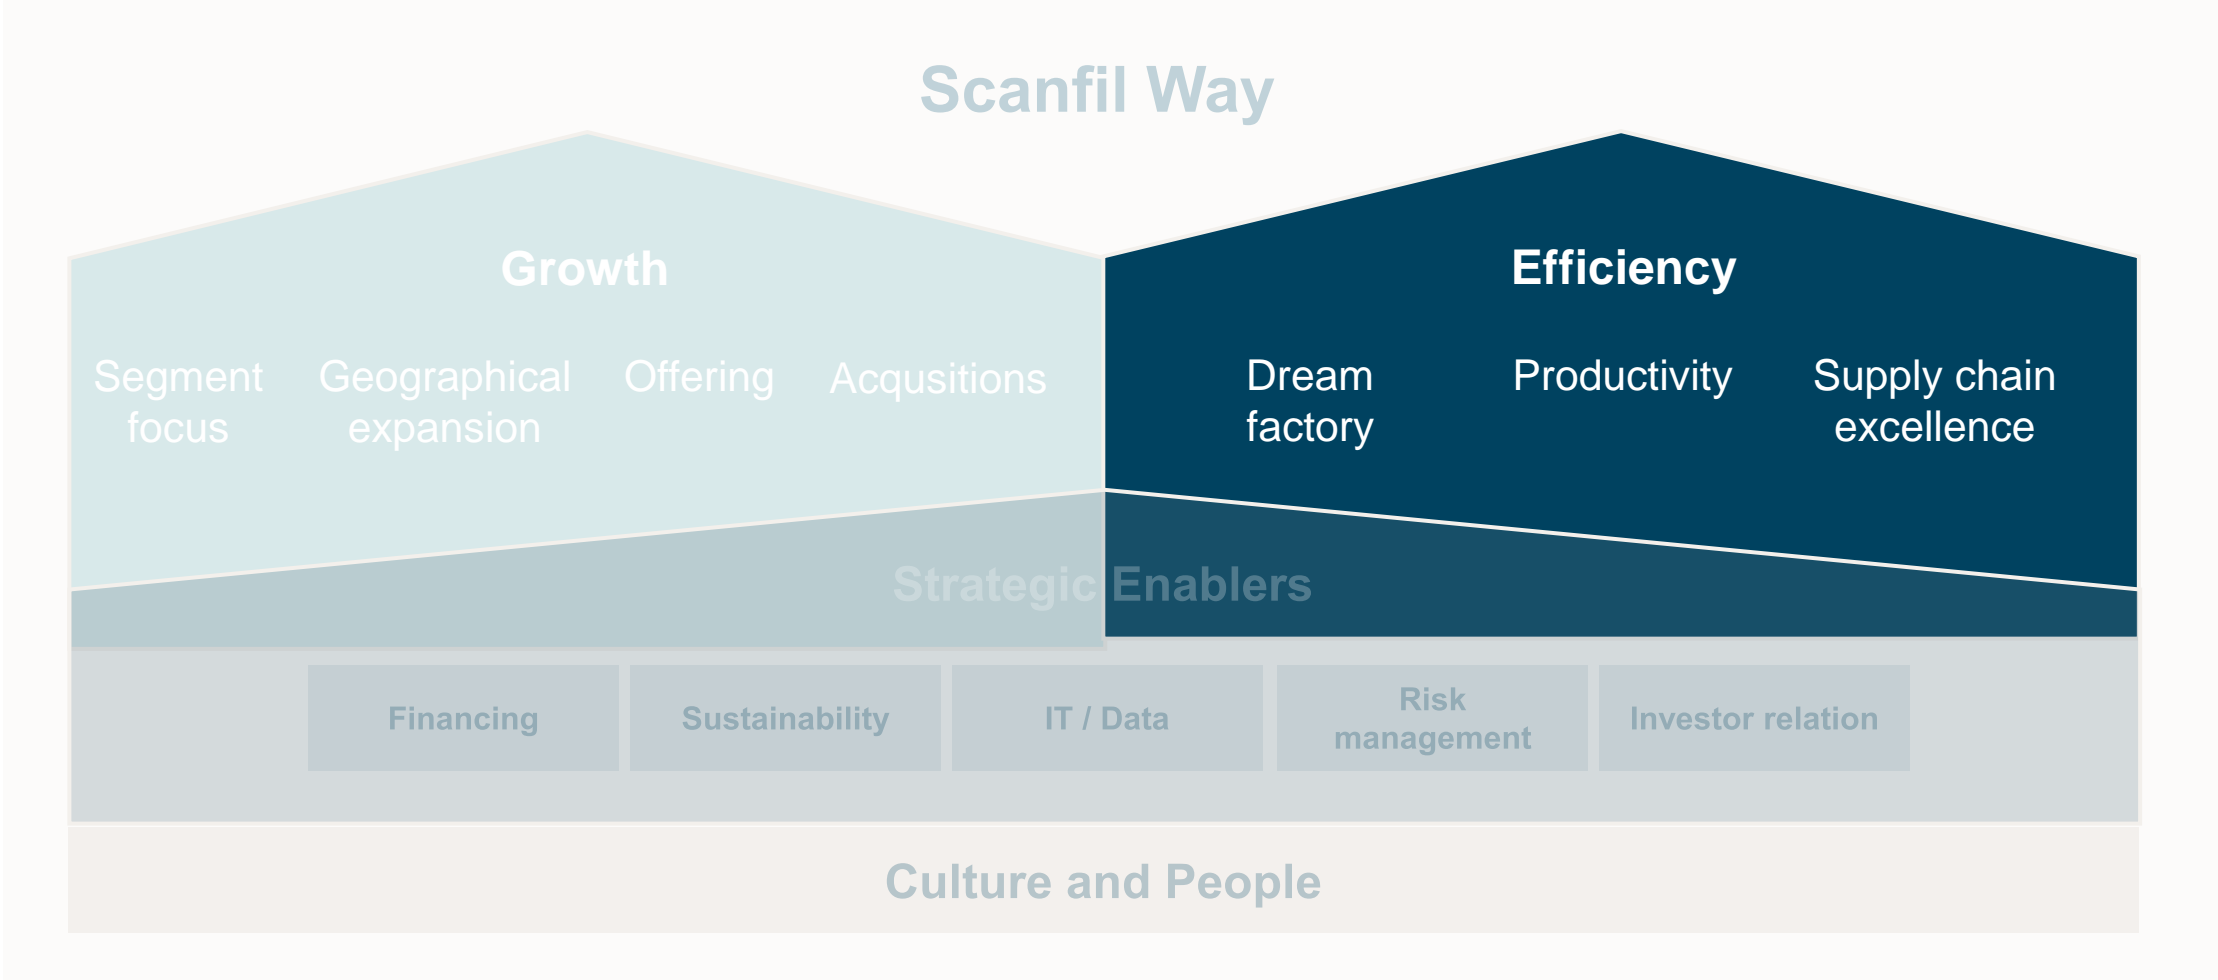 Scanfil Way
Growth
Segment
focus
Geographical
expansion
Offering
Acqusitions
Efficiency
Dream
factory
Productivity
Supply chain
excellence
Strategic Enablers
Financing
Sustainability
IT / Data
Risk
management
Investor relation
Culture and People